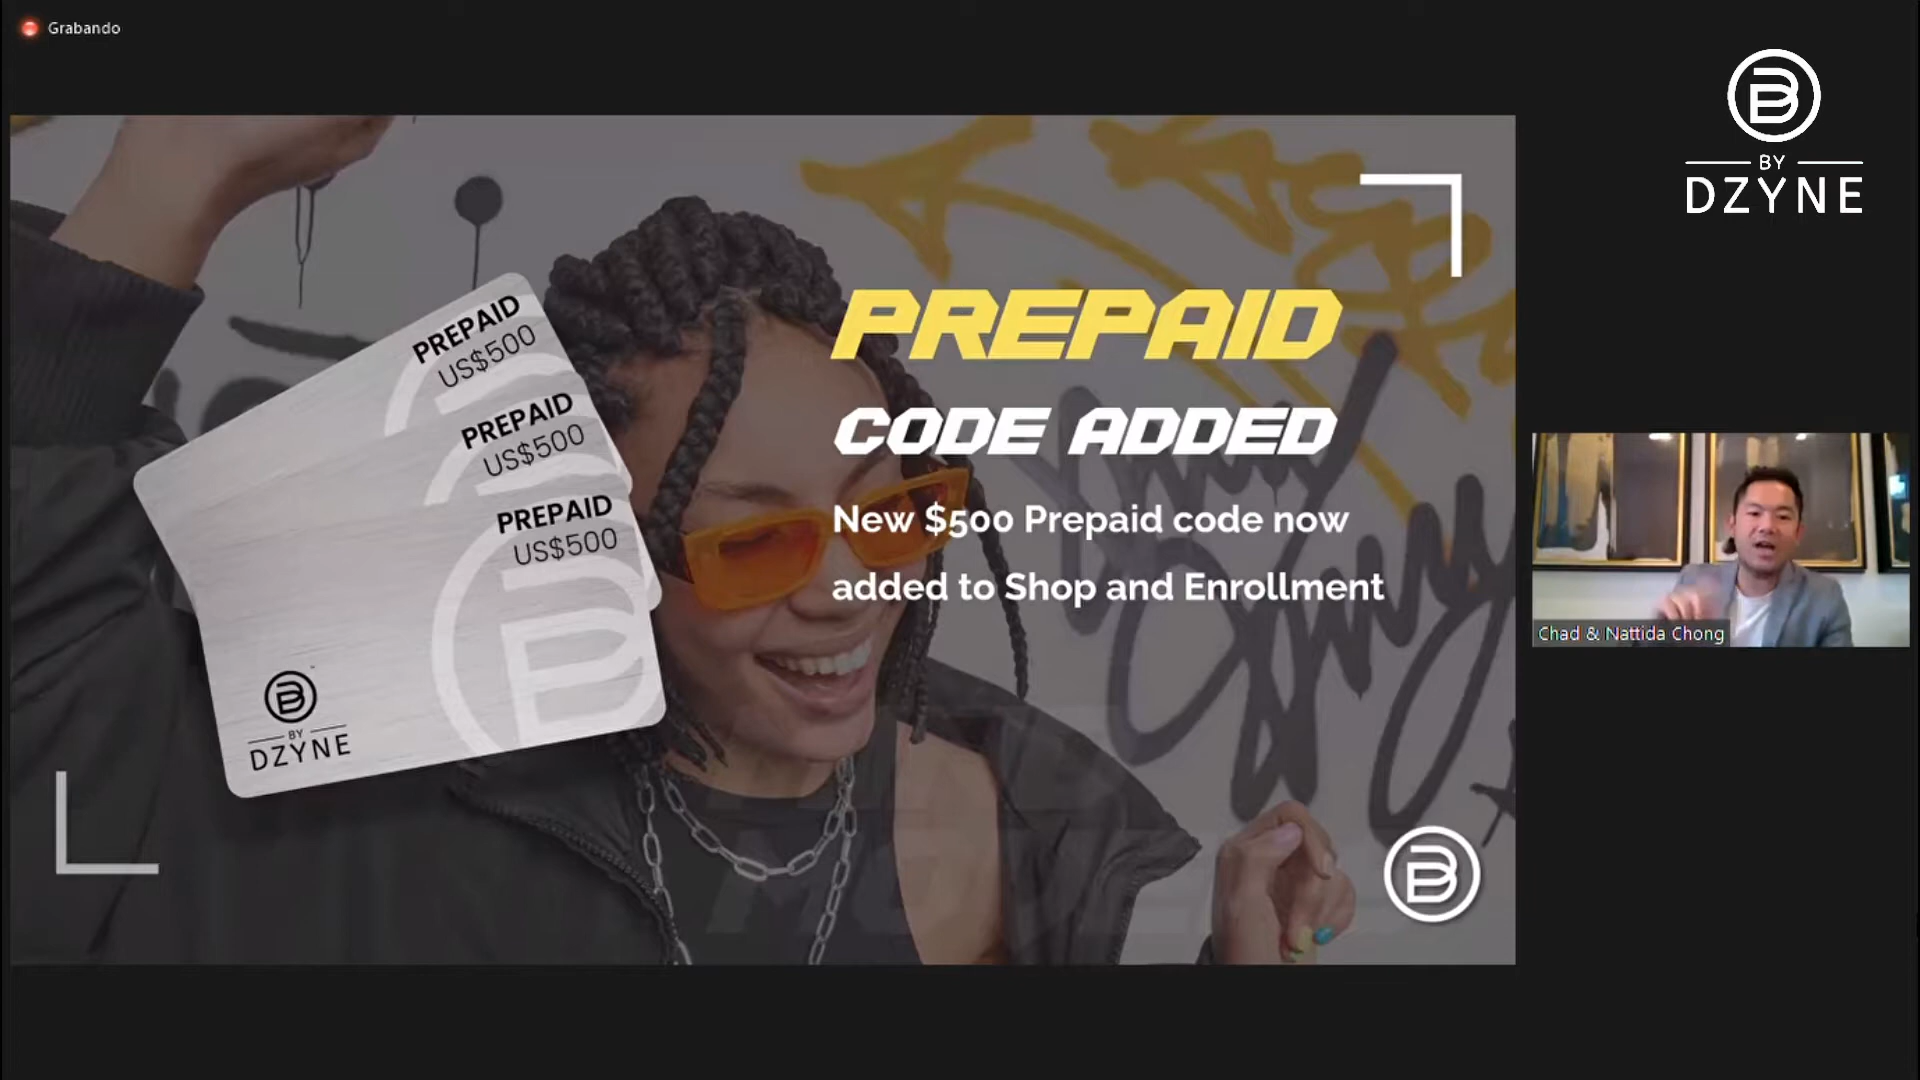 Grabando
B
BY
DZYNE
PREPAID
US$500
PREPAID
US$500
PREPAID
US$500
B
BY
DZYNE
PREPAID
CODE ADDED
New $500 Prepaid code now
added to Shop and Enrollment
B
Chad & Nattida Chong